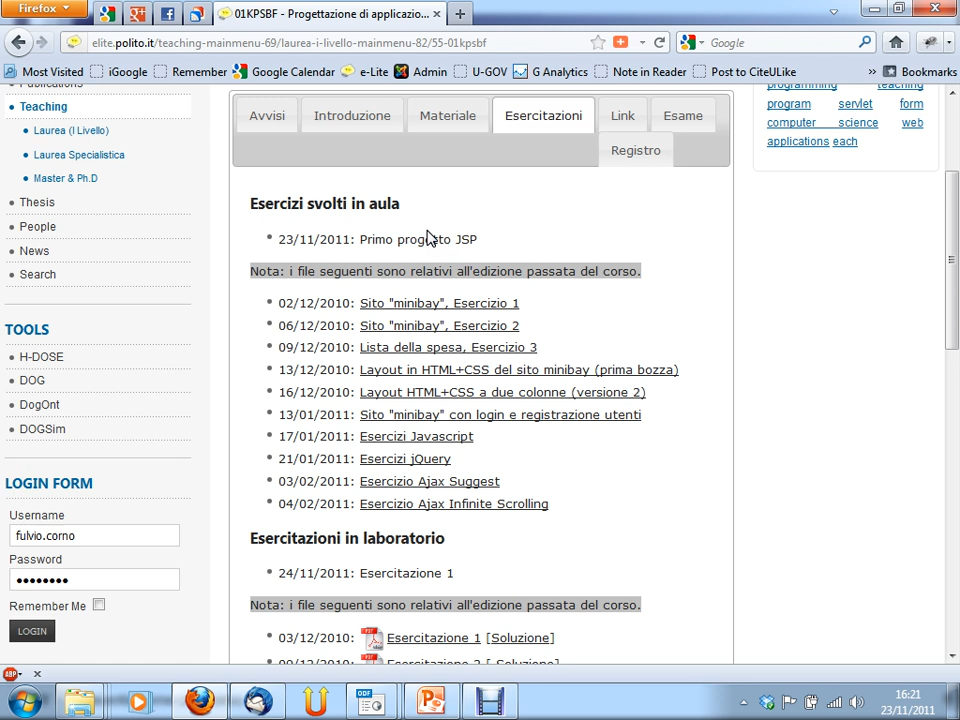 Firefox
01KPSBF - Progettazione di applicazio...
elite.polito.it/teaching-mainmenu-69/laurea-i-livello-mainmenu-82/55-01kpsbf
Google
Most Visited
iGoogle
Remember
Google Calendar
e-Lite
Admin
U-GOV
G Analytics
Note in Reader
Post to CiteULike
»
Bookmarks
Publications
Teaching
Laurea (I Livello)
Laurea Specialistica
Master & Ph.D
Thesis
People
News
Search
TOOLS
H-DOSE
DOG
DogOnt
DOGSim
LOGIN FORM
Username
fulvio.corno
Password
••••••••
Remember Me
LOGIN
Avvisi
Introduzione
Materiale
Esercitazioni
Link
Esame
Registro
Esercizi svolti in aula
23/11/2011: Primo progetto JSP
Nota: i file seguenti sono relativi all'edizione passata del corso.
02/12/2010: Sito "minibay", Esercizio 1
06/12/2010: Sito "minibay", Esercizio 2
09/12/2010: Lista della spesa, Esercizio 3
13/12/2010: Layout in HTML+CSS del sito minibay (prima bozza)
16/12/2010: Layout HTML+CSS a due colonne (versione 2)
13/01/2011: Sito "minibay" con login e registrazione utenti
17/01/2011: Esercizi Javascript
21/01/2011: Esercizi jQuery
03/02/2011: Esercizio Ajax Suggest
04/02/2011: Esercizio Ajax Infinite Scrolling
Esercitazioni in laboratorio
24/11/2011: Esercitazione 1
Nota: i file seguenti sono relativi all'edizione passata del corso.
03/12/2010: Esercitazione 1 [Soluzione]
09/12/2010: Esercitazione 2 [ Soluzione]
programming teaching
program servlet form
computer science web
applications each
ABP
ODF
16:21
23/11/2011